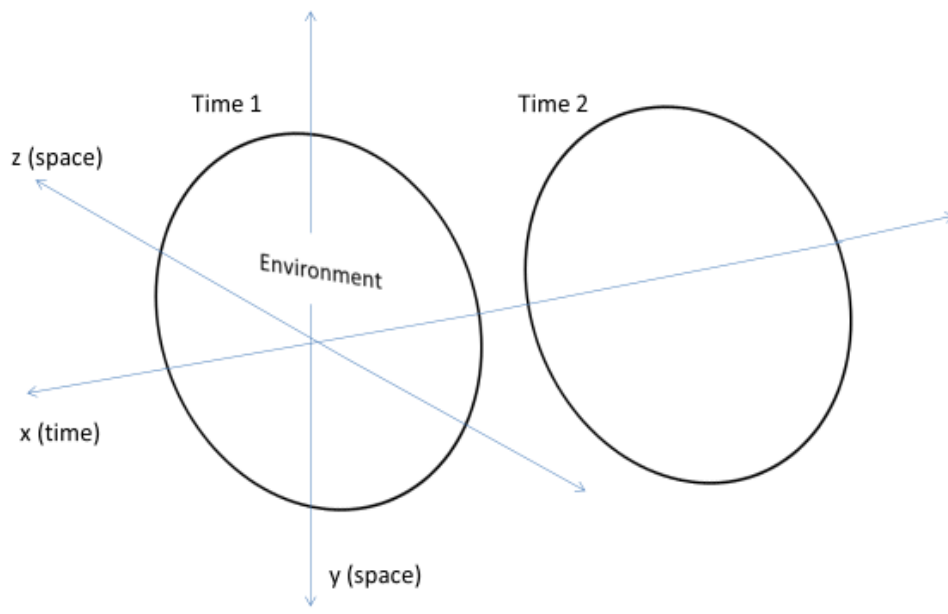 Time 1
Time 2
z (space)
Environment
x (time)
y (space)